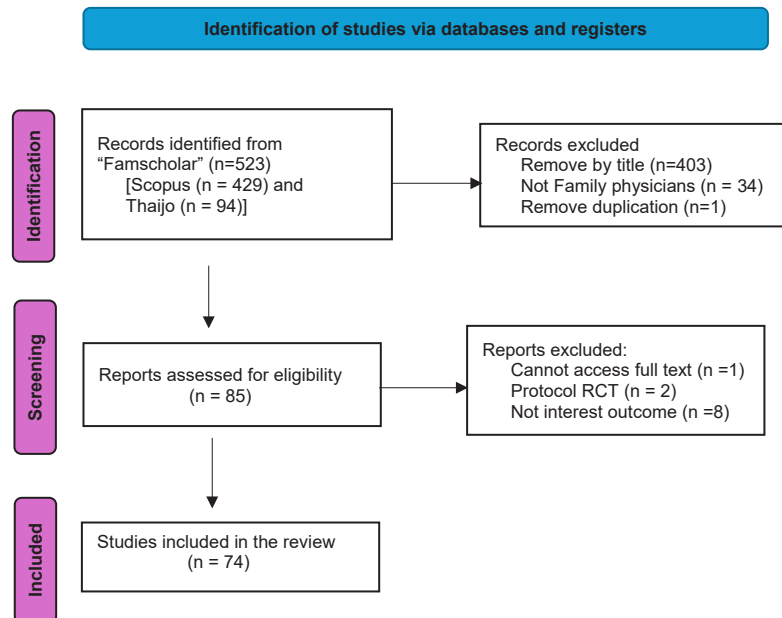 Identification of studies via databases and registers
Identification
Records identified from
“Famscholar” (n=523)
[Scopus (n = 429) and
Thaijo (n = 94)]
Records excluded
Remove by title (n=403)
Not Family physicians (n = 34)
Remove duplication (n=1)
Screening
Reports assessed for eligibility
(n = 85)
Reports excluded:
Cannot access full text (n =1)
Protocol RCT (n = 2)
Not interest outcome (n =8)
Included
Studies included in the review
(n = 74)